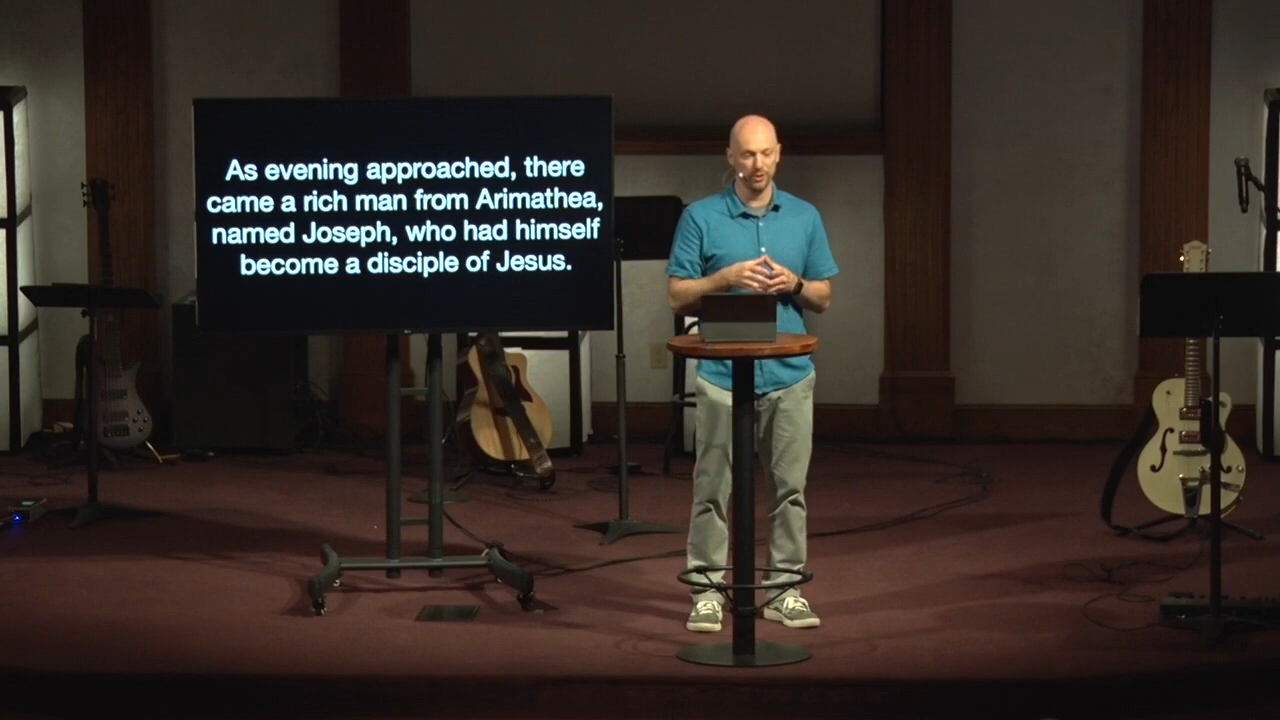 As evening approached, there
came a rich man from Arimathea,
named Joseph, who had himself
become a disciple of Jesus.